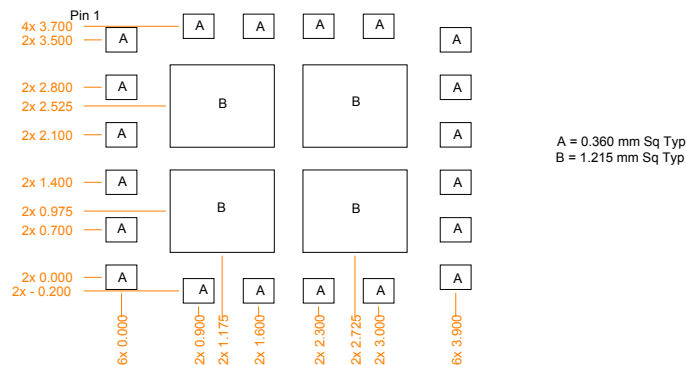 Pin 1
4x 3.700
A A A A
2x 3.500
A A
2x 2.800
A A
B B
2x 2.525
2x 2.100
A A
A = 0.360 mm Sq Typ
B = 1.215 mm Sq Typ
2x 1.400
A A
2x 0.975
B B
2x 0.700
A A
2x 0.000
A A
2x - 0.200
A A A A
6x 0.000
2x 0.900
2x 1.175
2x 1.600
2x 2.300
2x 2.725
2x 3.000
6x 3.900